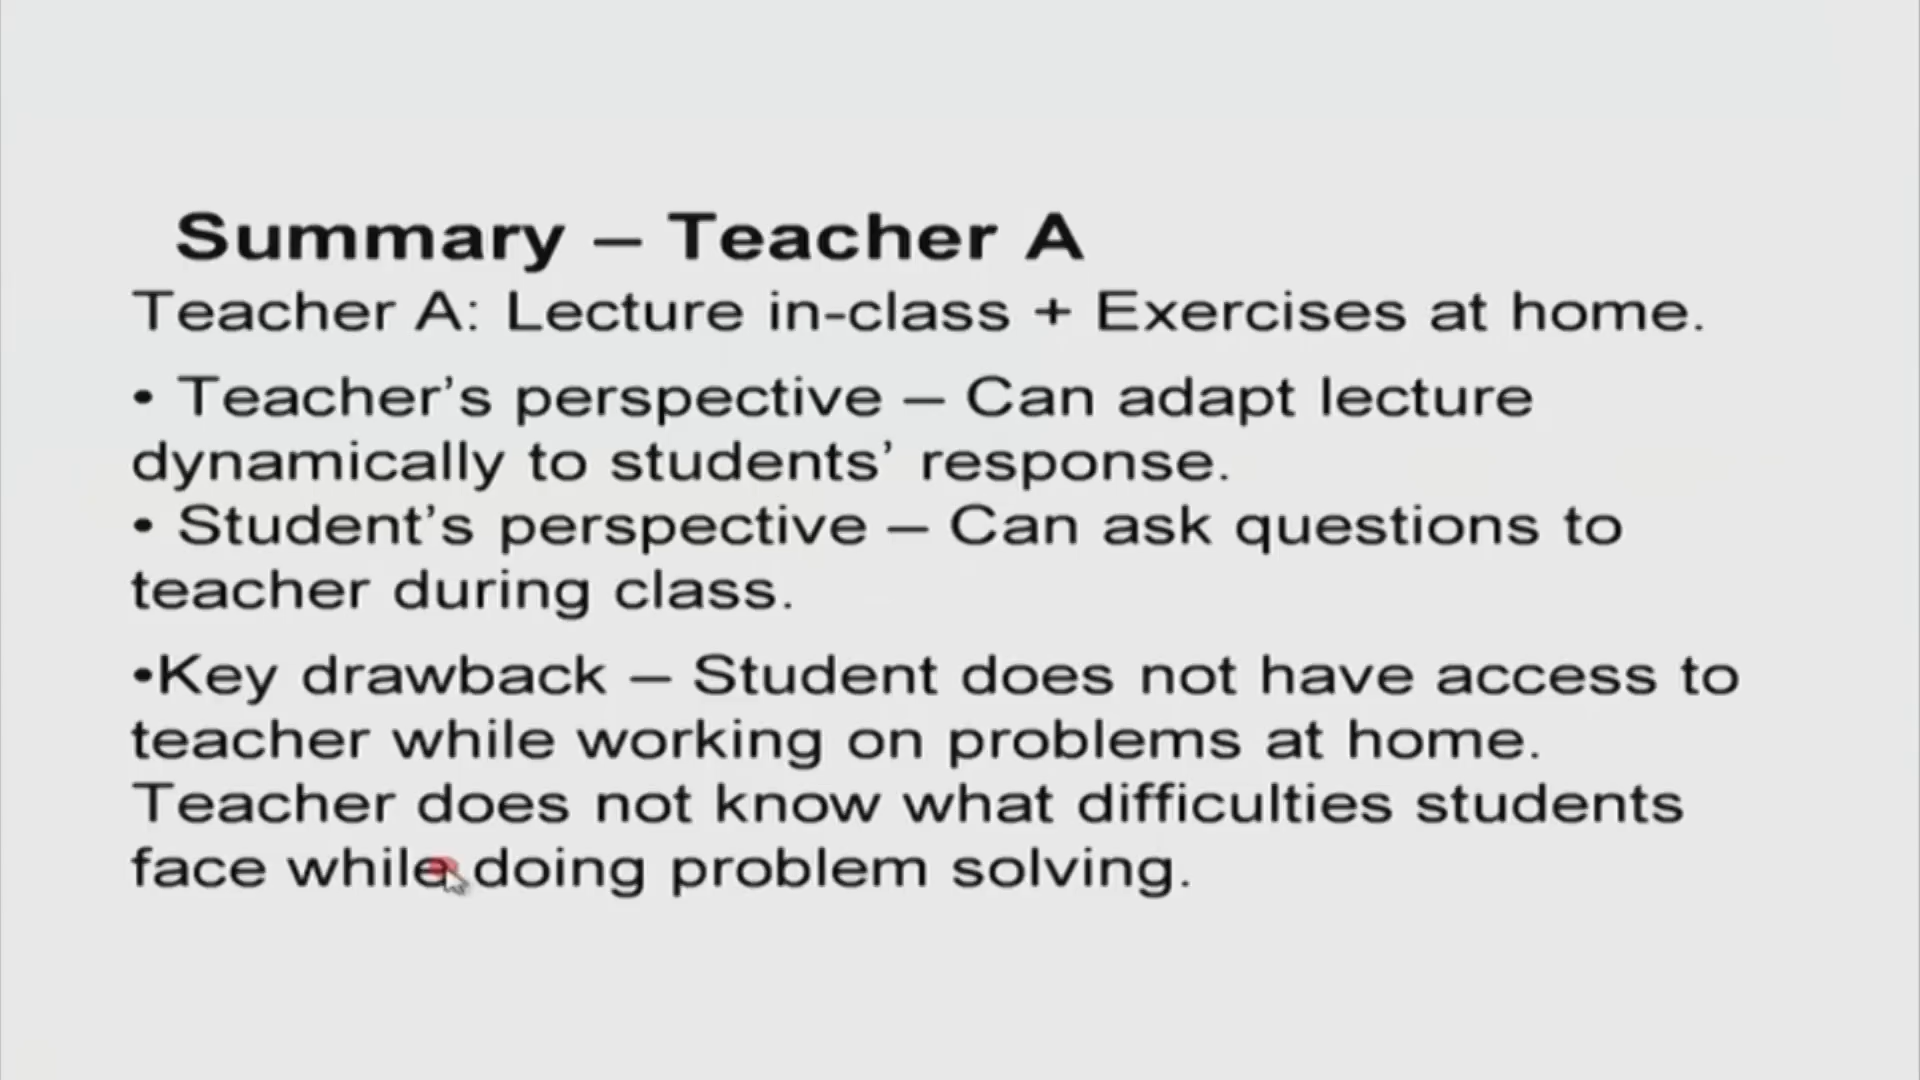 Summary – Teacher A
Teacher A: Lecture in-class + Exercises at home.
• Teacher’s perspective – Can adapt lecture
dynamically to students’ response.
• Student’s perspective – Can ask questions to
teacher during class.
•Key drawback – Student does not have access to
teacher while working on problems at home.
Teacher does not know what difficulties students
face while doing problem solving.